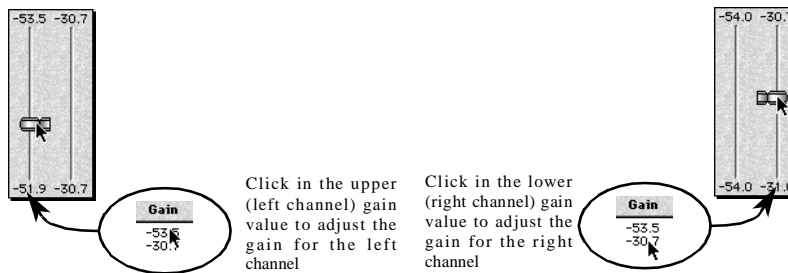 -53.5 -30.7
-51.9 -30.7
Gain
-53.5
-30.7
Click in the upper
(left channel) gain
value to adjust the
gain for the left
channel
Click in the lower
(right channel) gain
value to adjust the
gain for the right
channel
Gain
-53.5
-30.7
-54.0
-54.0